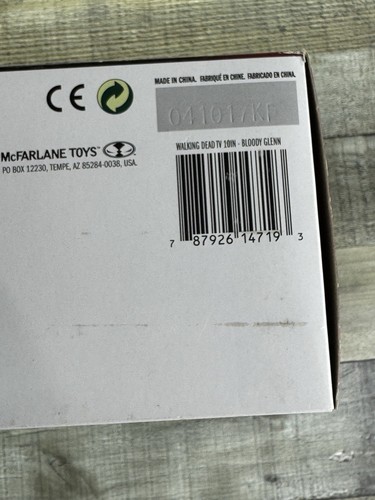 CE
MADE IN CHINA. FABRIQUÉ EN CHINE. FABRICADO EN CHINA.
041017KF
McFARLANE TOYS
PO BOX 12230, TEMPE, AZ 85284-0038, USA.
WALKING DEAD TV 10IN - BLOODY GLENN
7 87926 14719 3